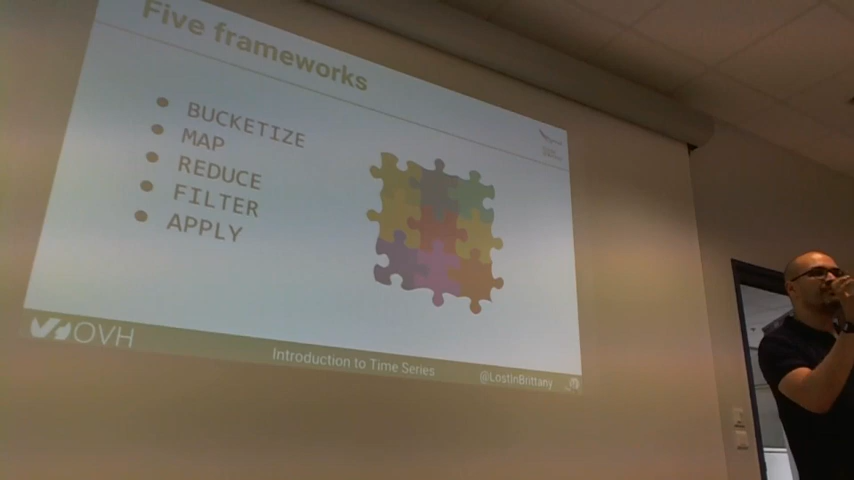 Five frameworks
BUCKETIZE
MAP
REDUCE
FILTER
APPLY
OVH
Introduction to Time Series
@LostInBrittany